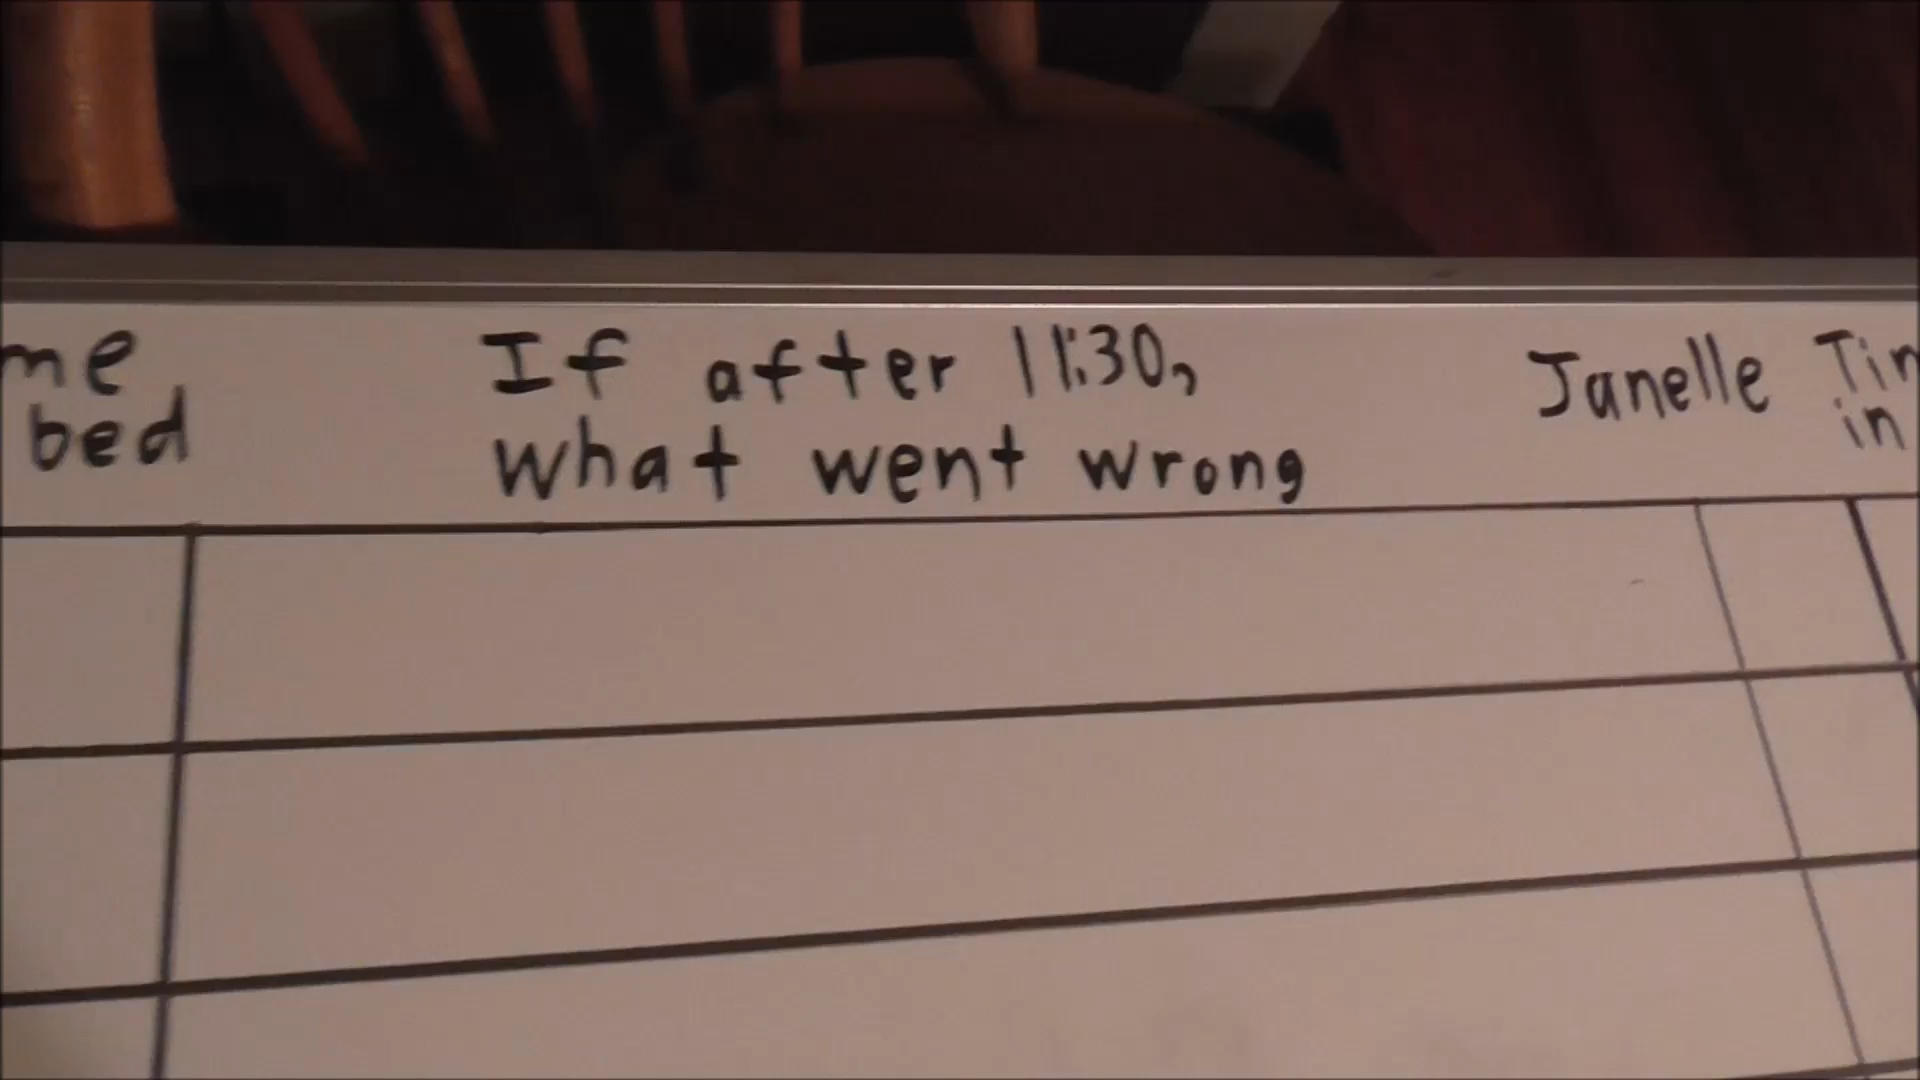 me
bed
If after 11:30,
what went wrong
Janelle
in